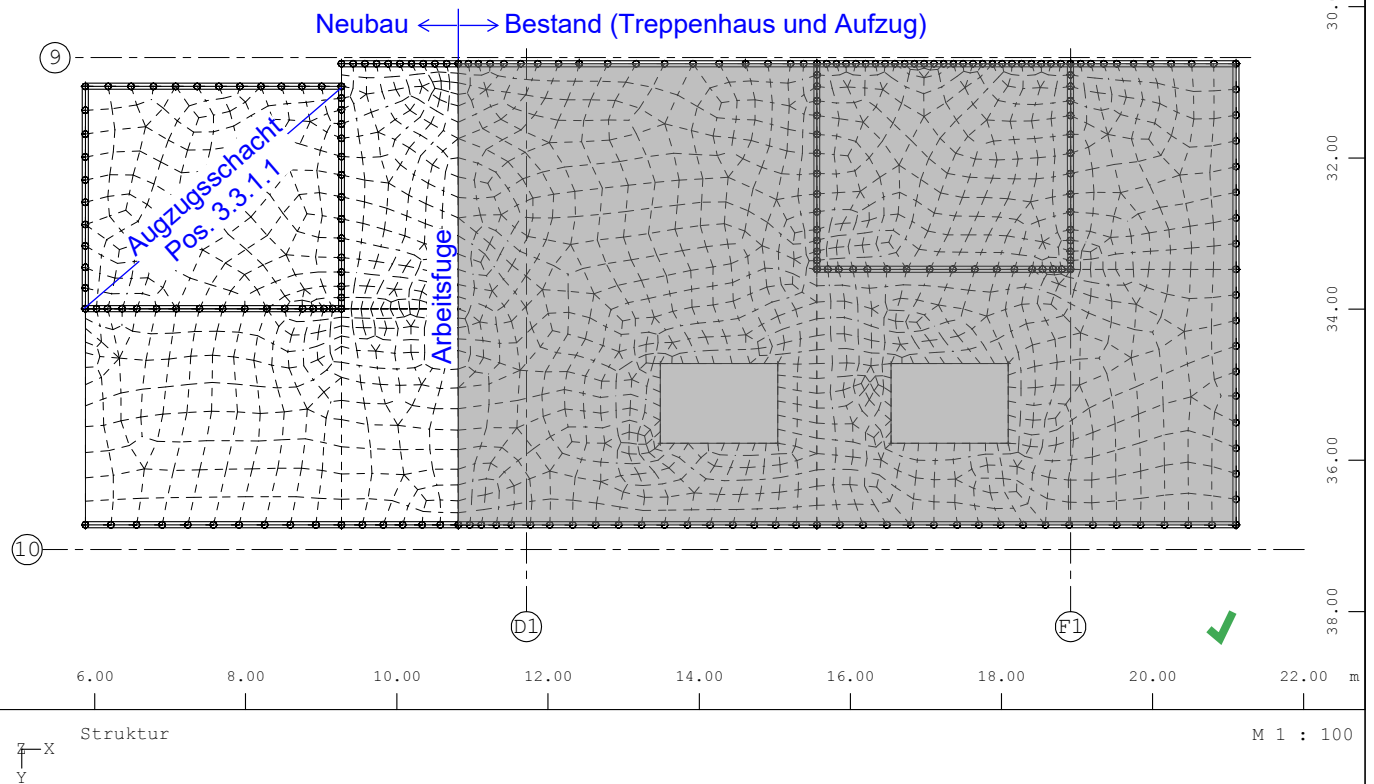 Neubau
Bestand (Treppenhaus und Aufzug)
30.
9
Augzugsschacht
Pos. 3.3.1.1
32.00
Arbeitsfuge
34.00
36.00
10
D1
F1
38.00
6.00 8.00 10.00 12.00 14.00 16.00 18.00 20.00 22.00 m
Struktur
M 1 : 100
Z X
Y